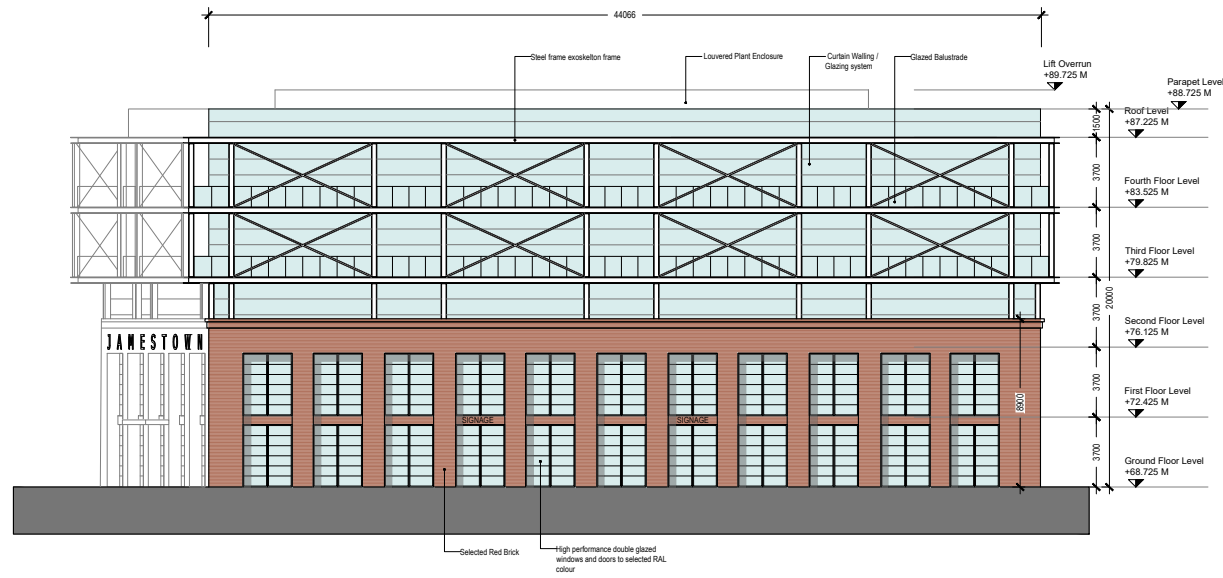 44066
Steel frame exoskelton frame
Louvered Plant Enclosure
Curtain Walling /
Glazing system
Glazed Balustrade
Lift Overrun
+89.725 M
Parapet Level
+88.725 M
Roof Level
+87.225 M
1500
3700
Fourth Floor Level
+83.525 M
3700
Third Floor Level
+79.825 M
3700
20000
Second Floor Level
+76.125 M
3700
First Floor Level
+72.425 M
3700
Ground Floor Level
+68.725 M
8900
JAMESTOWN
SIGNAGE
SIGNAGE
Selected Red Brick
High performance double glazed
windows and doors to selected RAL
colour